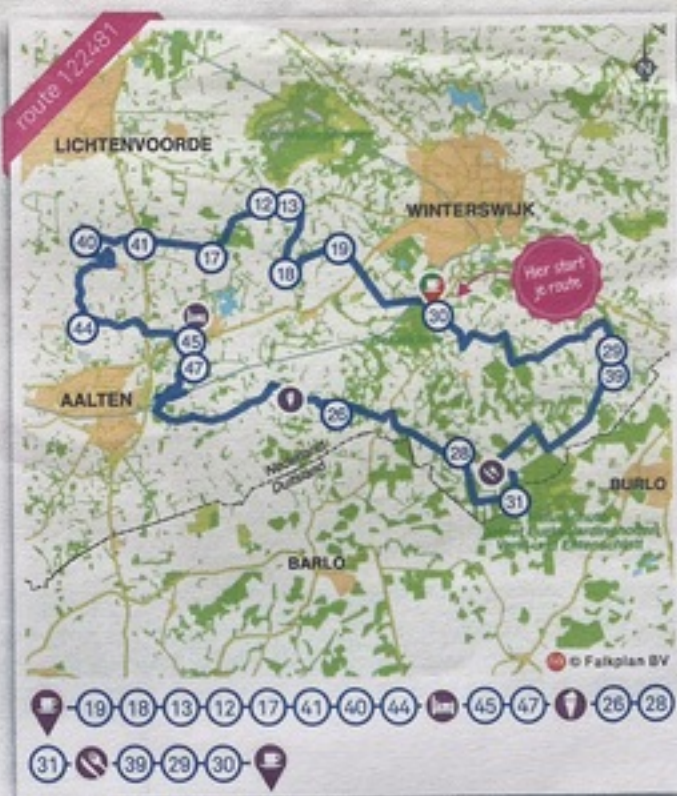 route 122481
N
LICHTENVOORDE
WINTERSWIJK
12 13
40 41 17 19
18
Hier start
je route
30
44
45
47
29
39
AALTEN
26
28
31
Nederland
Duitsland
BURLO
BARLO
© Falkplan BV
19 18 13 12 17 41 40 44 45 47 26 28
31 39 29 30